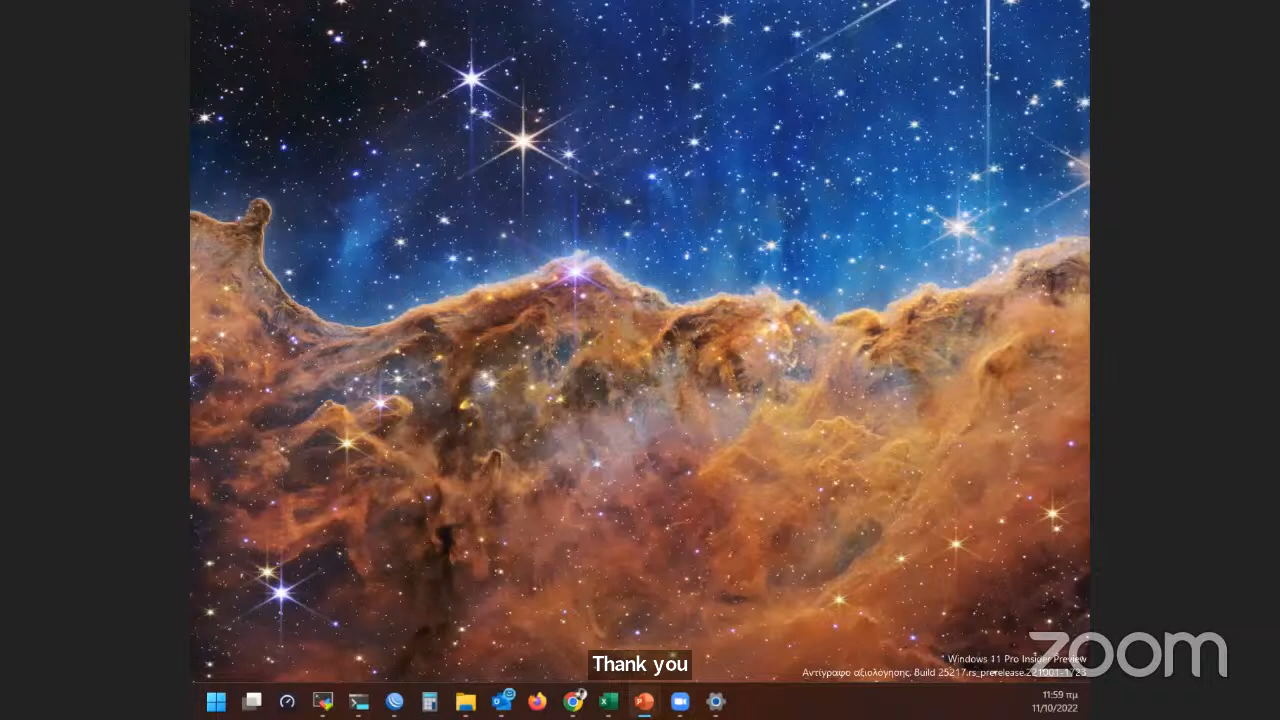 Thank you
Windows 11 Pro Insider Preview
Αντίγραφο αξιολόγησης. Build 25217.rs_prerelease.221001-1723
zoom
11:59 πμ
11/10/2022